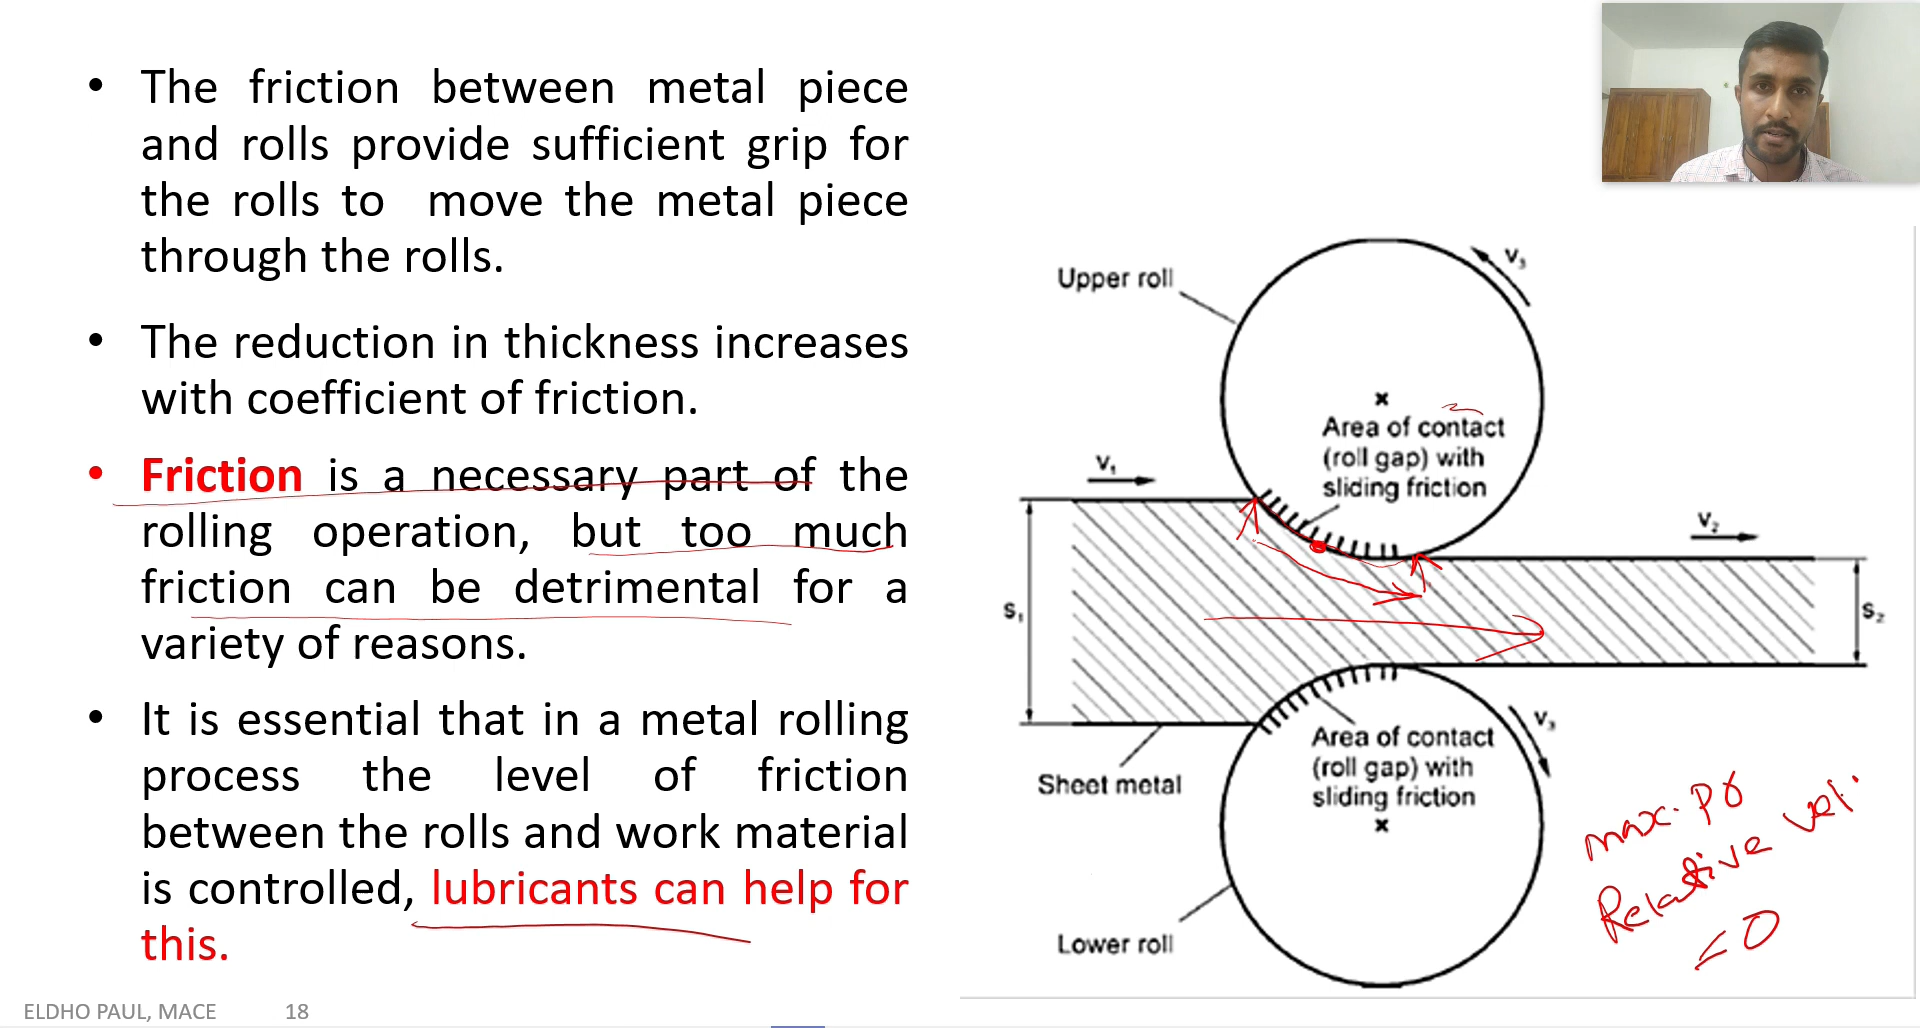 • The friction between metal piece
and rolls provide sufficient grip for
the rolls to move the metal piece
through the rolls.
• The reduction in thickness increases
with coefficient of friction.
• Friction is a necessary part of the
rolling operation, but too much
friction can be detrimental for a
variety of reasons.
• It is essential that in a metal rolling
process the level of friction
between the rolls and work material
is controlled, lubricants can help for
this.
ELDHO PAUL, MACE 18
v₃
Upper roll
Area of contact
(roll gap) with
sliding friction
v₁
v₂
s₁
s₂
v₃
Area of contact
(roll gap) with
sliding friction
Sheet metal
Lower roll
max. Pr
Relative vel.